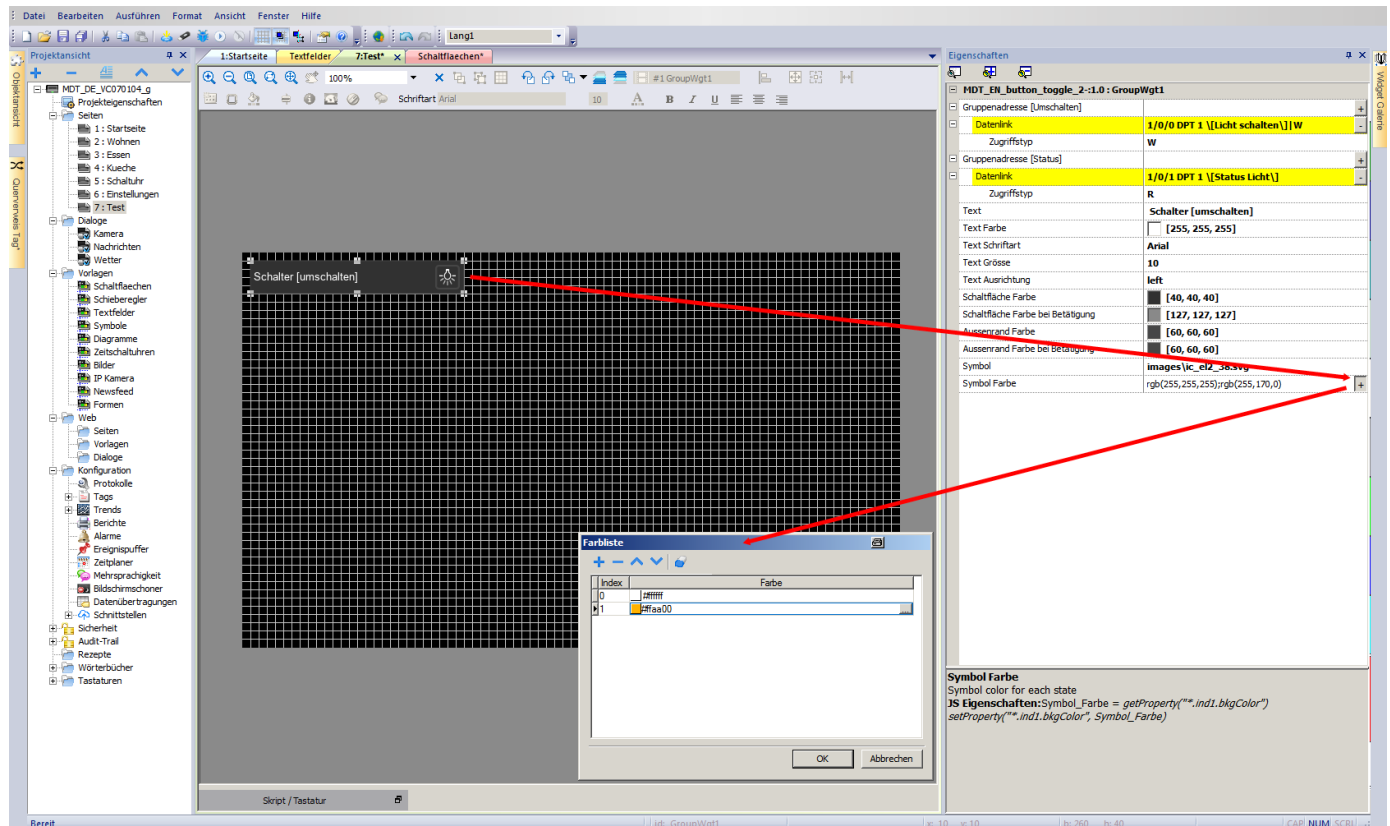 Datei Bearbeiten Ausführen Format Ansicht Fenster Hilfe
Lang1
Projektansicht
1:Startseite Textfelder 7:Test* x Schaltflaechen*
Eigenschaften
Objektansicht
Querverweis Tag*
Widget Galerie
MDT_DE_VC070104_g
Projekteigenschaften
Seiten
1 : Startseite
2 : Wohnen
3 : Essen
4 : Kueche
5 : Schaltuhr
6 : Einstellungen
7 : Test
Dialoge
Kamera
Nachrichten
Wetter
Vorlagen
Schaltflaechen
Schieberegler
Textfelder
Symbole
Diagramme
Zeitschaltuhren
Bilder
IP Kamera
Newsfeed
Formen
Web
Seiten
Vorlagen
Dialoge
Konfiguration
Protokolle
Tags
Trends
Berichte
Alarme
Ereignispuffer
Zeitplaner
Mehrsprachigkeit
Bildschirmschoner
Datenübertragungen
Schnittstellen
Sicherheit
Audit-Trail
Rezepte
Wörterbücher
Tastaturen
100%
#1 GroupWgt1
Schriftart Arial
10 A B I U
Schalter [umschalten]
Farbliste
Index Farbe
0 #ffffff
1 #ffaa00 ...
OK Abbrechen
MDT_EN_button_toggle_2-:1.0 : GroupWgt1
Gruppenadresse [Umschalten] +
Datenlink 1/0/0 DPT 1 \[Licht schalten\]|W -
Zugriffstyp W
Gruppenadresse [Status] +
Datenlink 1/0/1 DPT 1 \[Status Licht\] -
Zugriffstyp R
Text Schalter [umschalten]
Text Farbe [255, 255, 255]
Text Schriftart Arial
Text Grösse 10
Text Ausrichtung left
Schaltfläche Farbe [40, 40, 40]
Schaltfläche Farbe bei Betätigung [127, 127, 127]
Aussenrand Farbe [60, 60, 60]
Aussenrand Farbe bei Betätigung [60, 60, 60]
Symbol images\ic_el2_38.svg
Symbol Farbe rgb(255,255,255);rgb(255,170,0) +
Symbol Farbe
Symbol color for each state
JS Eigenschaften:Symbol_Farbe = getProperty("*.ind1.bkgColor")
setProperty("*.ind1.bkgColor", Symbol_Farbe)
Skript / Tastatur
Bereit id: GroupWgt1 x: 10 y: 10 b: 260 h: 40 CAP NUM SCRL